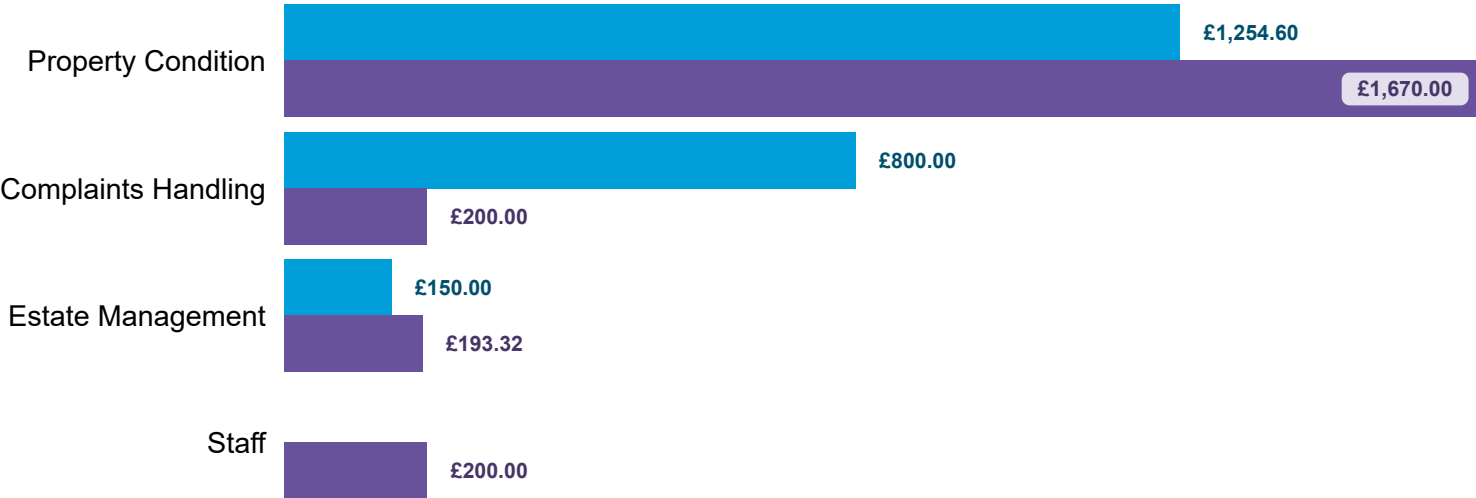 £1,254.60
Property Condition
£1,670.00
£800.00
Complaints Handling
£200.00
£150.00
Estate Management
£193.32
Staff
£200.00